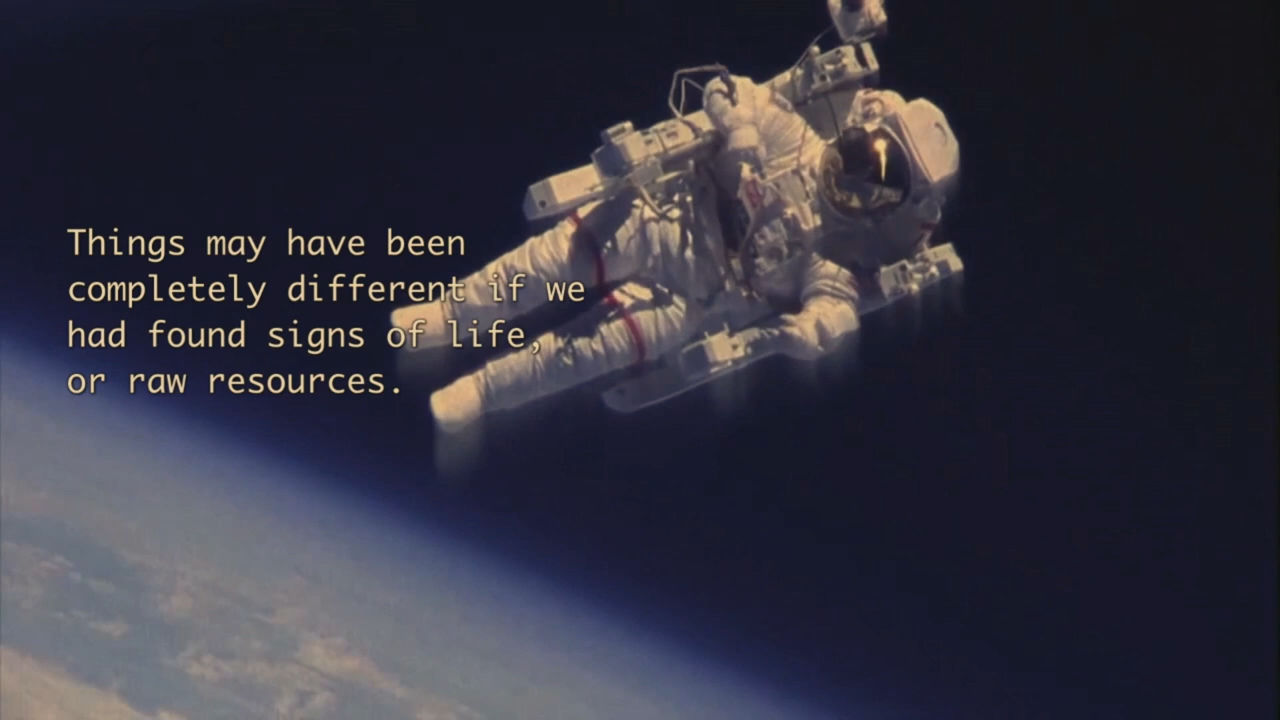 Things may have been
completely different if we
had found signs of life,
or raw resources.